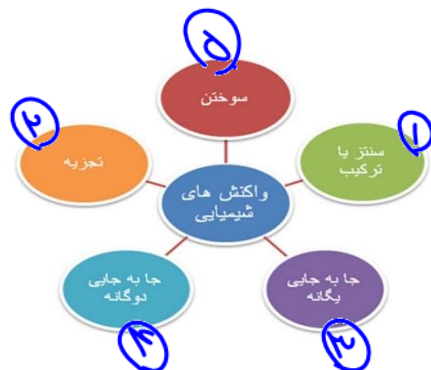 ۵
سوختن
۱
سنتز یا
ترکیب
۲
تجزیه
واکنش های
شیمیایی
جا به جایی
یگانه
۳
جا به جایی
دوگانه
۴